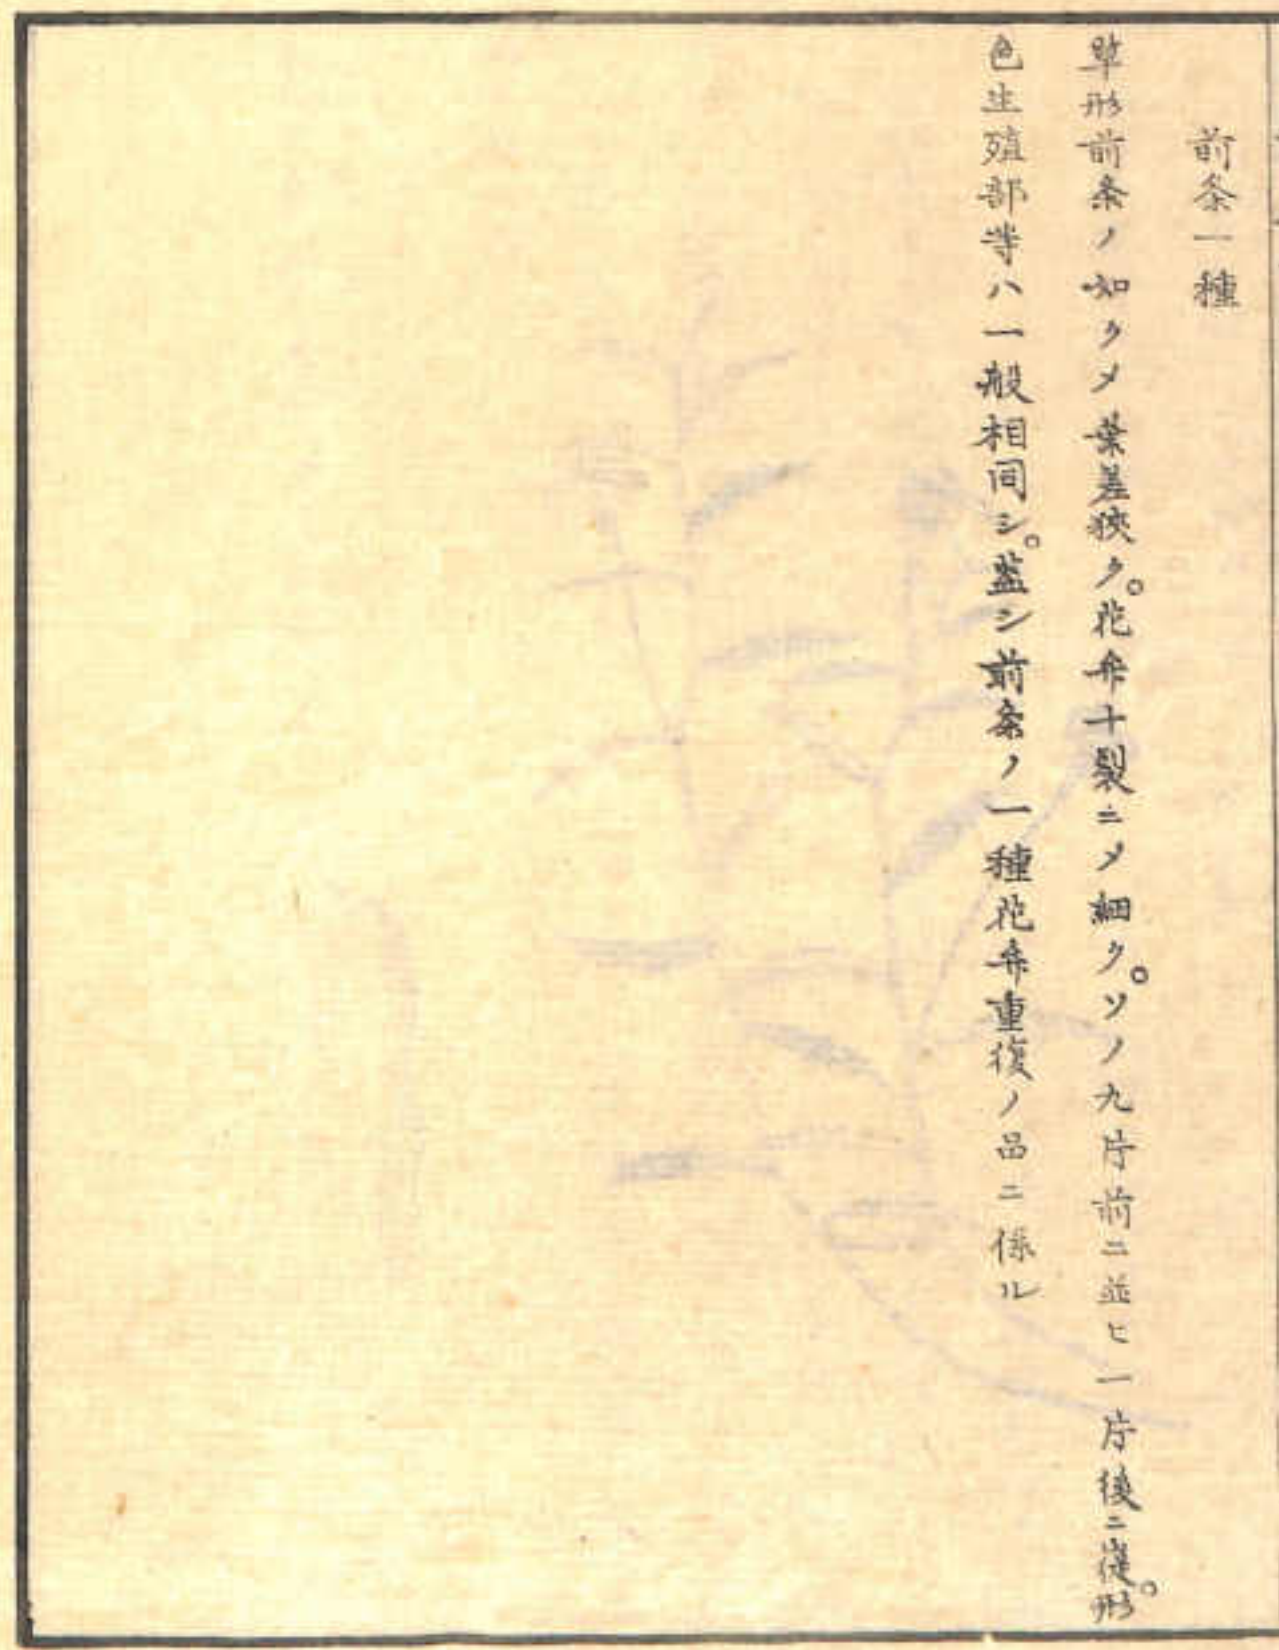 前条一種
草形前条ノ如クメ葉差狹ク。花弁十裂ニメ細ク。ソノ九片前ニ並ヒ一片後ニ。形
色生殖部等ハ一般相同シ。蓋シ前条ノ一種花弁重復ノ品ニ係ル